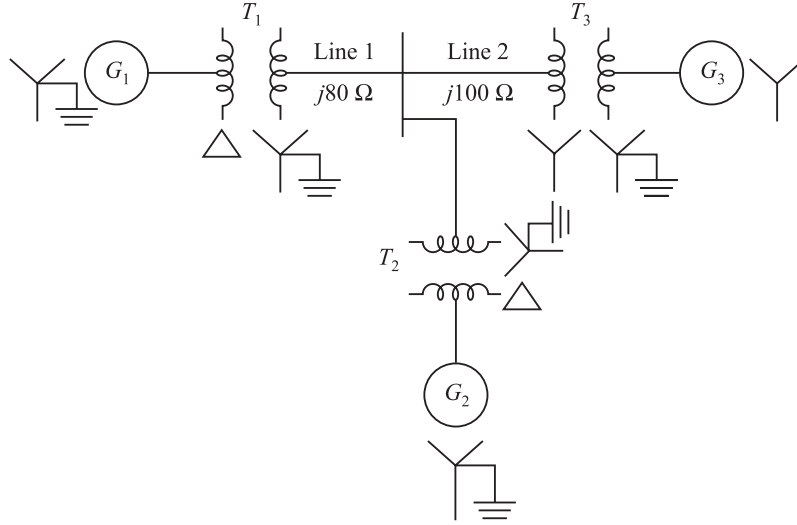 T₁
T₃
Line 1
Line 2
G₁
G₃
j80 Ω
j100 Ω
T₂
G₂